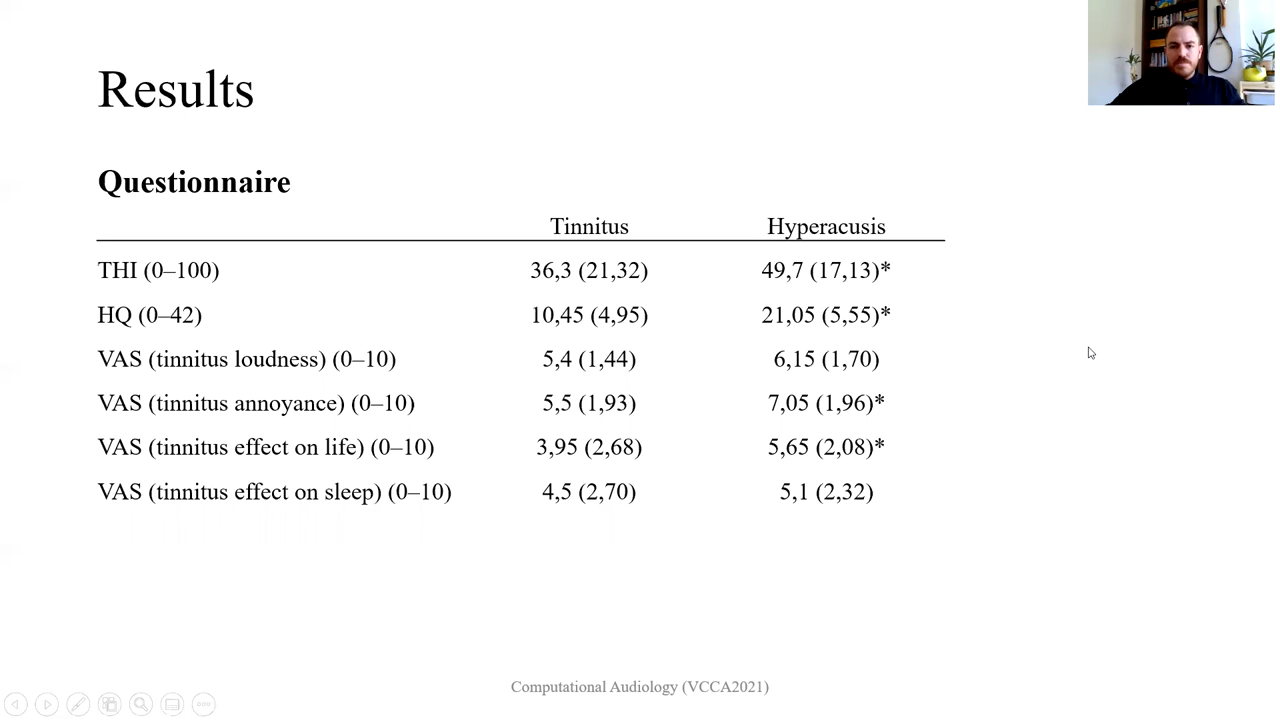 Results
Questionnaire
Tinnitus Hyperacusis
THI (0–100) 36,3 (21,32) 49,7 (17,13)*
HQ (0–42) 10,45 (4,95) 21,05 (5,55)*
VAS (tinnitus loudness) (0–10) 5,4 (1,44) 6,15 (1,70)
VAS (tinnitus annoyance) (0–10) 5,5 (1,93) 7,05 (1,96)*
VAS (tinnitus effect on life) (0–10) 3,95 (2,68) 5,65 (2,08)*
VAS (tinnitus effect on sleep) (0–10) 4,5 (2,70) 5,1 (2,32)
Computational Audiology (VCCA2021)